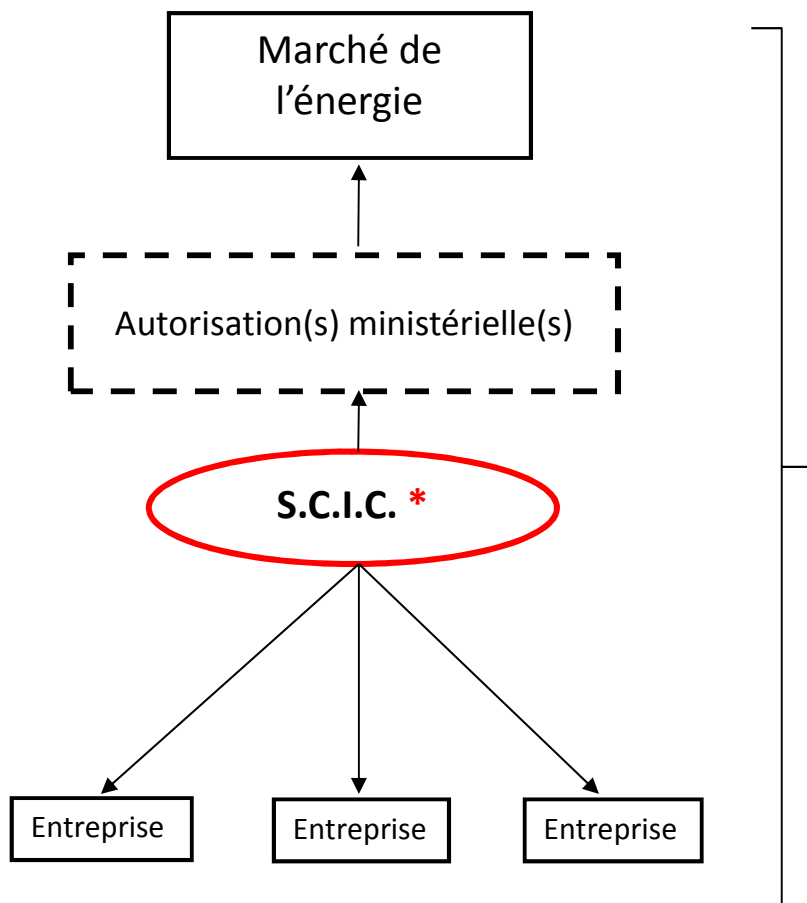 Marché de
l’énergie
Autorisation(s) ministérielle(s)
S.C.I.C. *
Entreprise
Entreprise
Entreprise